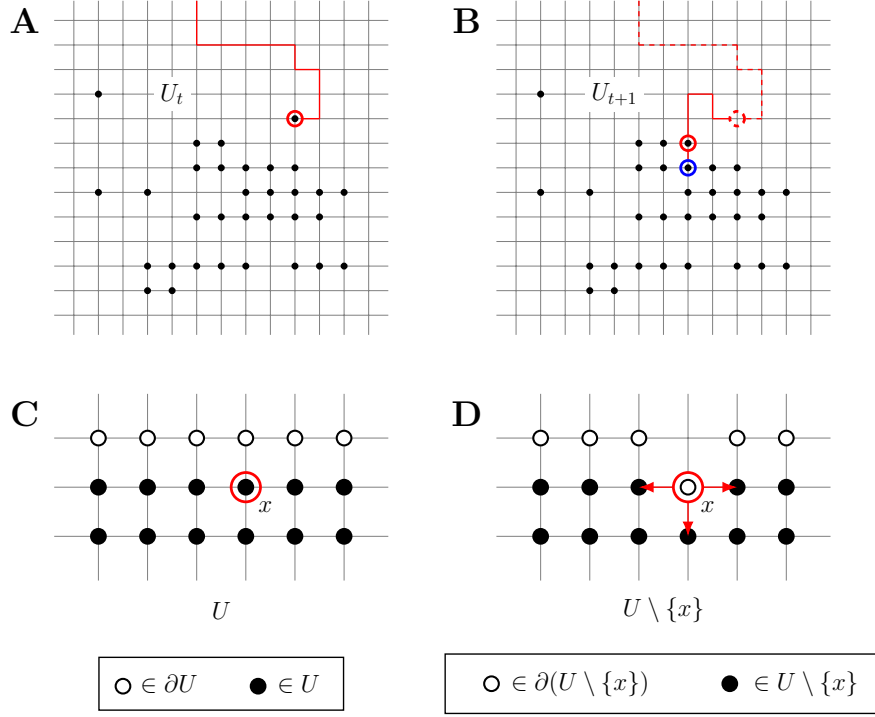 A
B
U_t
U_{t+1}
C
D
x
x
U
U \ {x}
∈ ∂U
∈ U
∈ ∂(U \ {x})
∈ U \ {x}